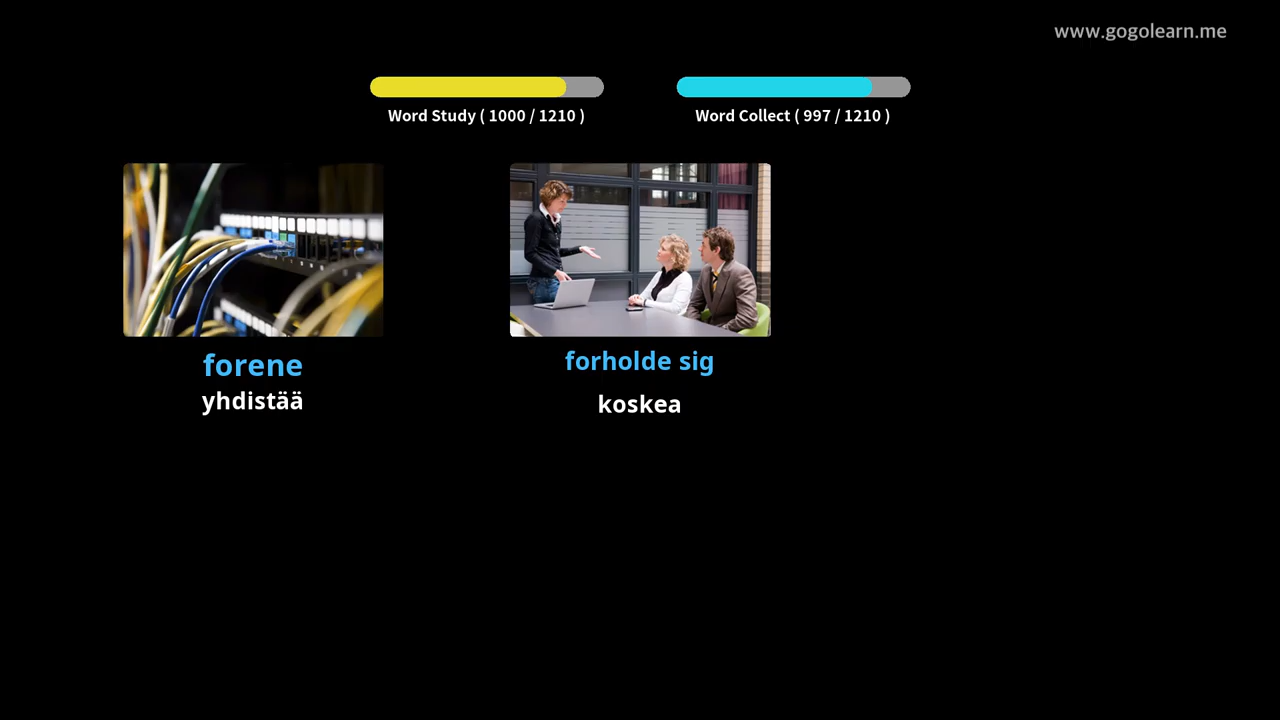 www.gogolearn.me
Word Study ( 1000 / 1210 )
Word Collect ( 997 / 1210 )
forene
yhdistää
forholde sig
koskea